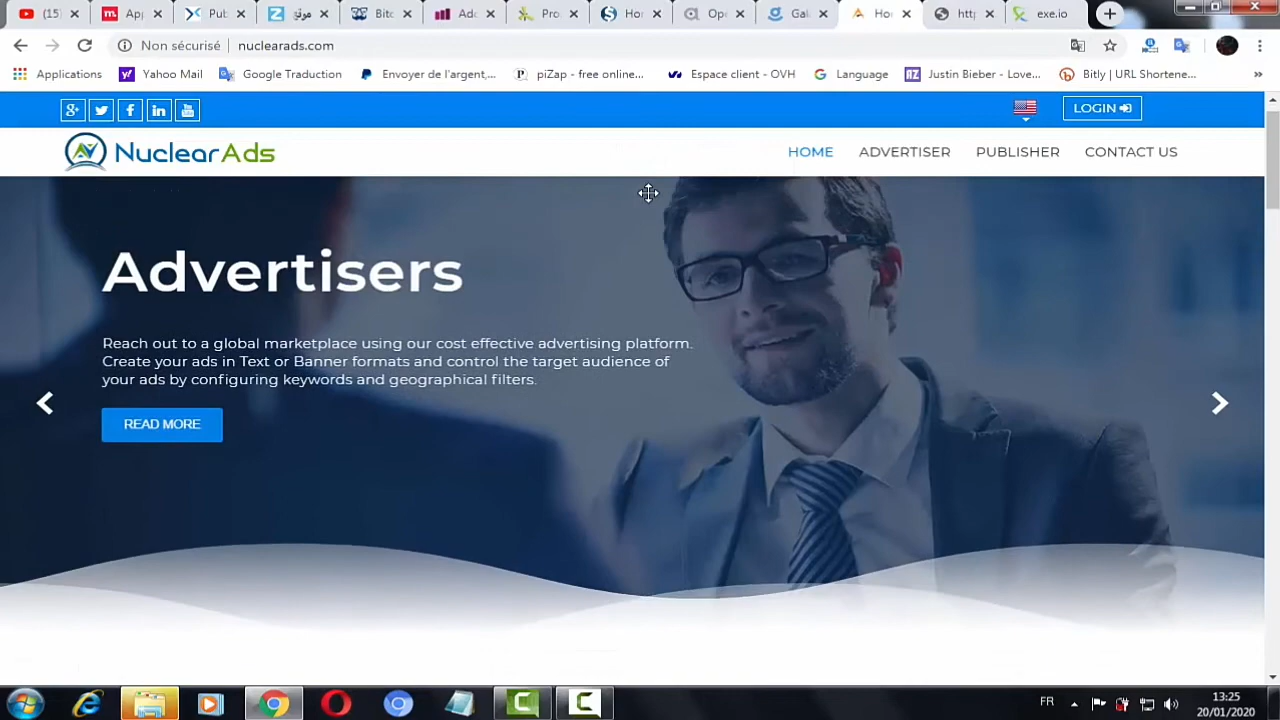 (15)
App
Pub
موتق
Bitc
Ad
Pro
Ho
Ope
Gal
Ho
http
exe.io
Non sécurisé nuclearads.com
Applications Yahoo Mail Google Traduction Envoyer de l'argent,... piZap - free online... Espace client - OVH Language Justin Bieber - Love... Bitly | URL Shortene... »
LOGIN
NuclearAds
HOME ADVERTISER PUBLISHER CONTACT US
Advertisers
Reach out to a global marketplace using our cost effective advertising platform.
Create your ads in Text or Banner formats and control the target audience of
your ads by configuring keywords and geographical filters.
READ MORE
FR
13:25
20/01/2020